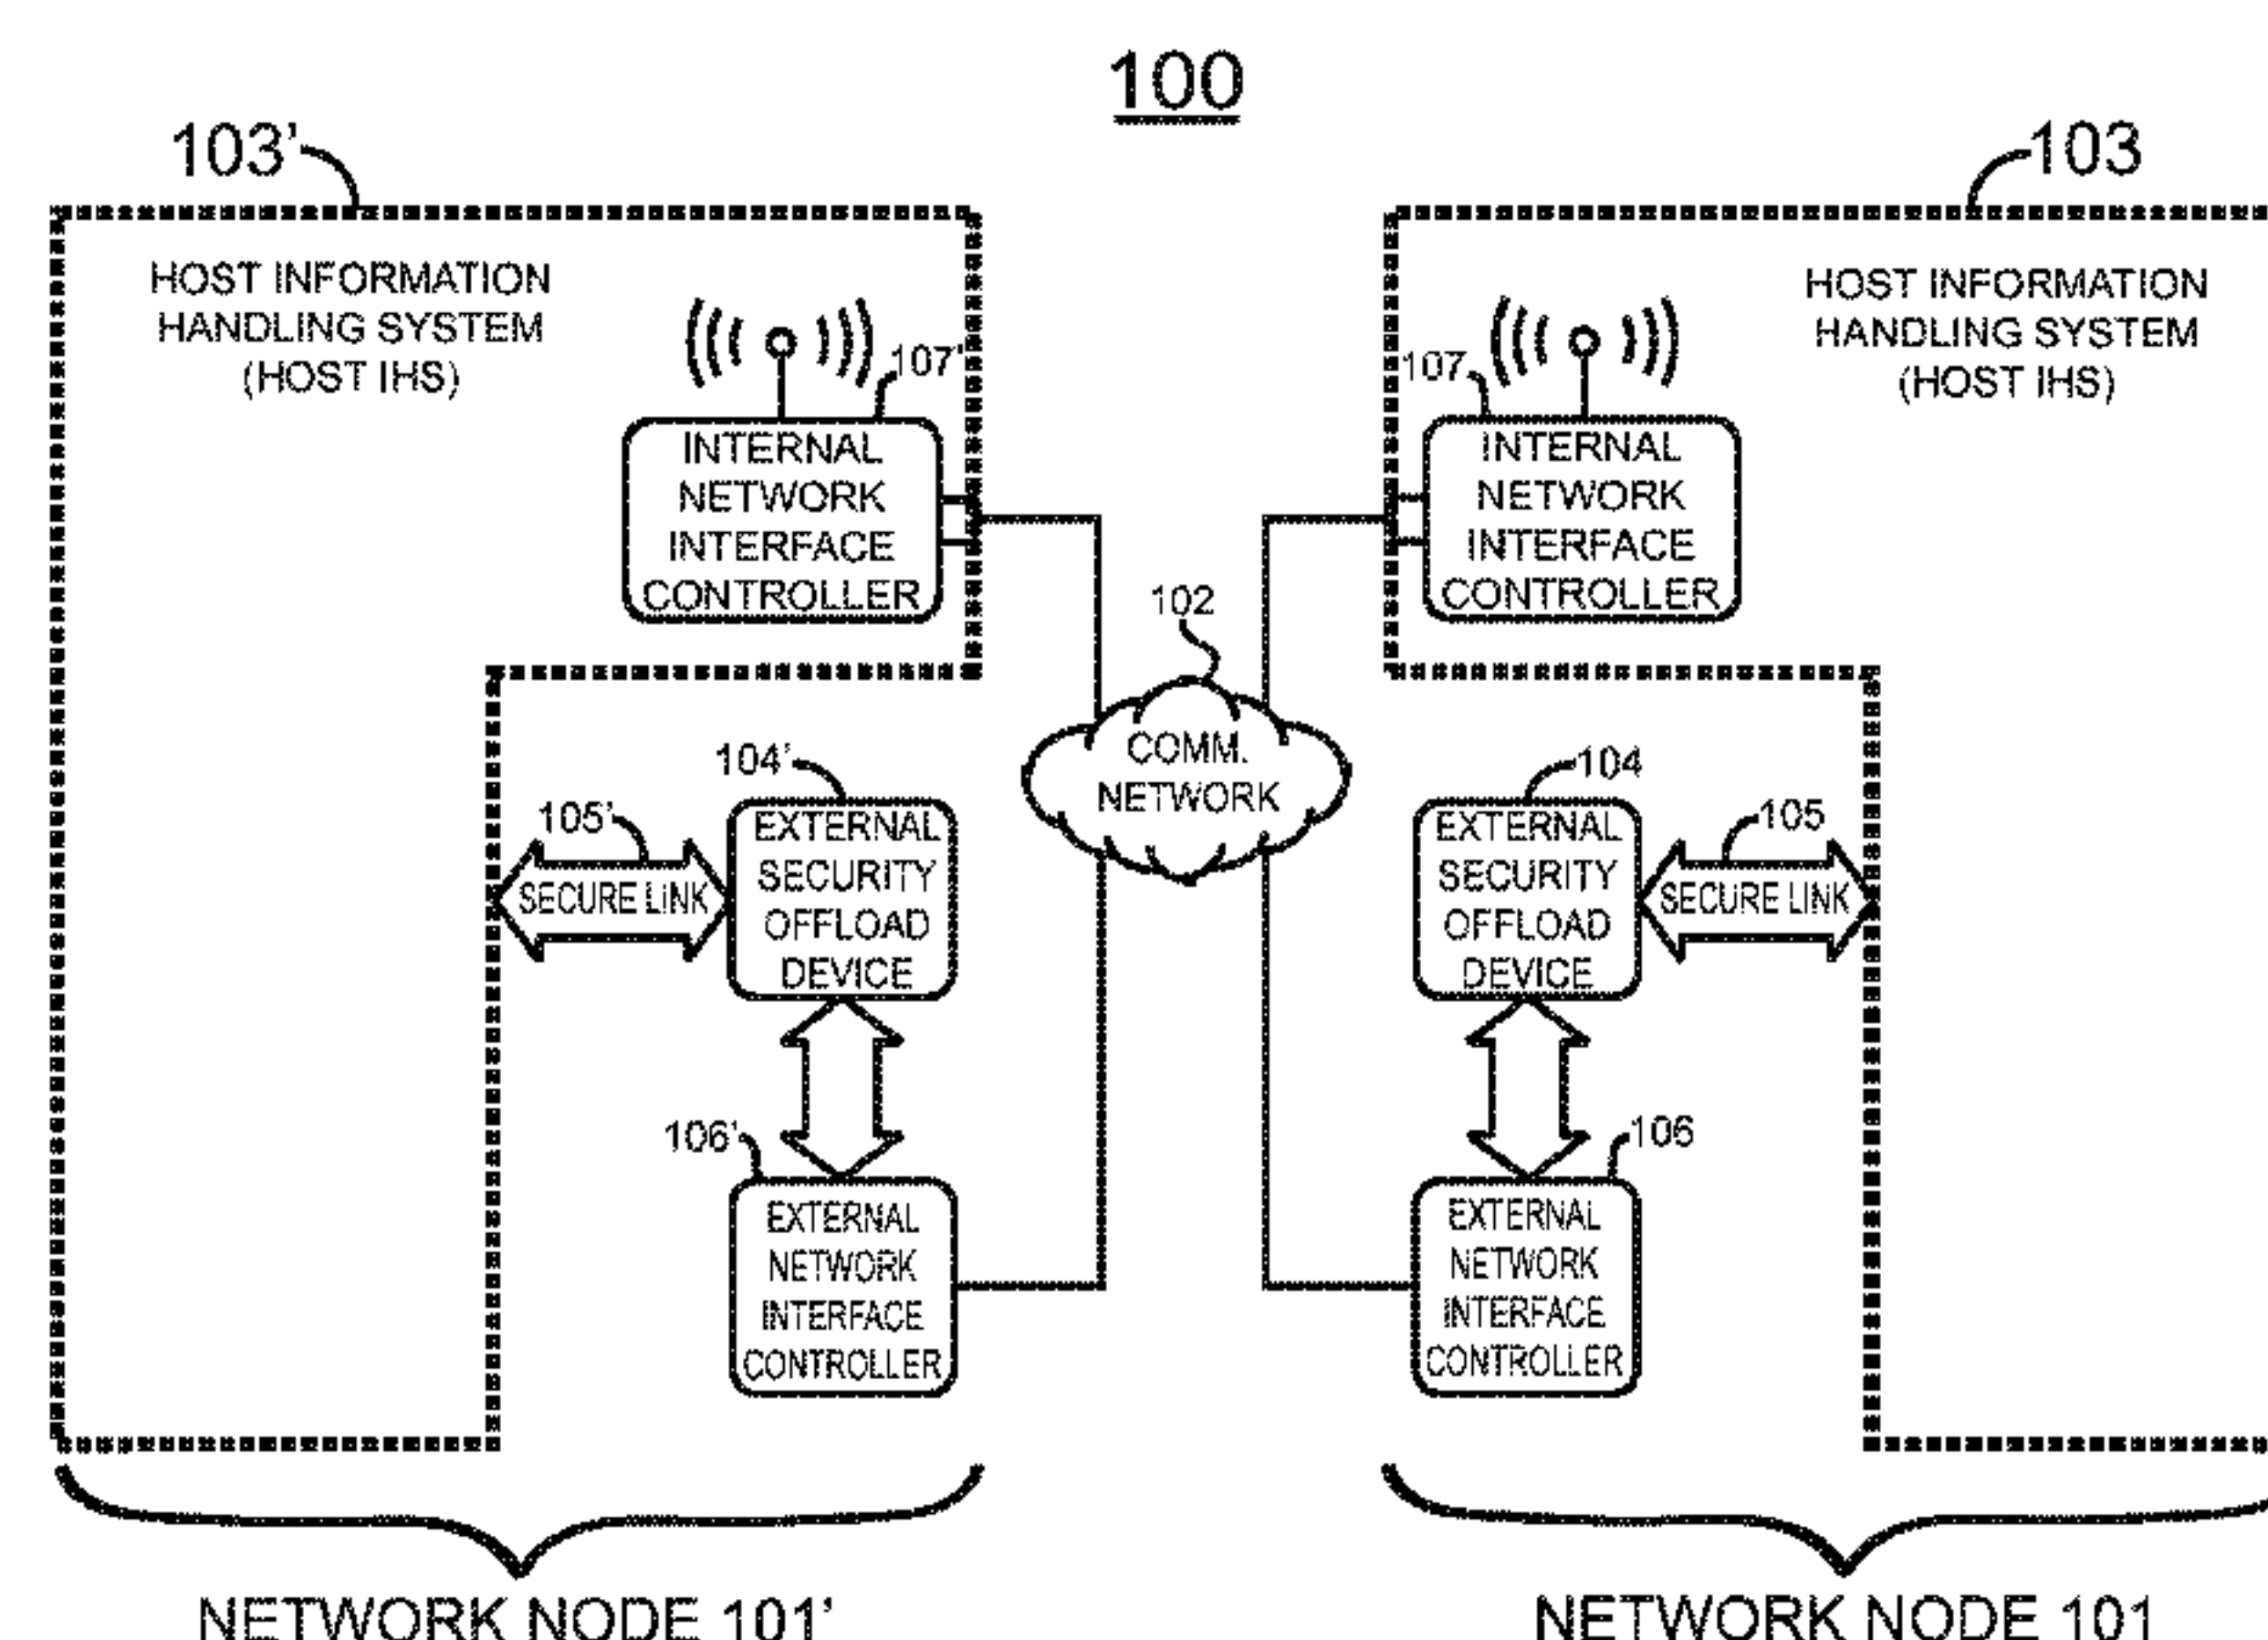 100
103'
103
HOST INFORMATION
HANDLING SYSTEM
(HOST IHS)
HOST INFORMATION
HANDLING SYSTEM
(HOST IHS)
107'
107
INTERNAL
NETWORK
INTERFACE
CONTROLLER
INTERNAL
NETWORK
INTERFACE
CONTROLLER
102
COMM.
NETWORK
104'
104
105'
105
EXTERNAL
SECURITY
OFFLOAD
DEVICE
SECURE LINK
EXTERNAL
SECURITY
OFFLOAD
DEVICE
SECURE LINK
106'
106
EXTERNAL
NETWORK
INTERFACE
CONTROLLER
EXTERNAL
NETWORK
INTERFACE
CONTROLLER
NETWORK NODE 101'
NETWORK NODE 101